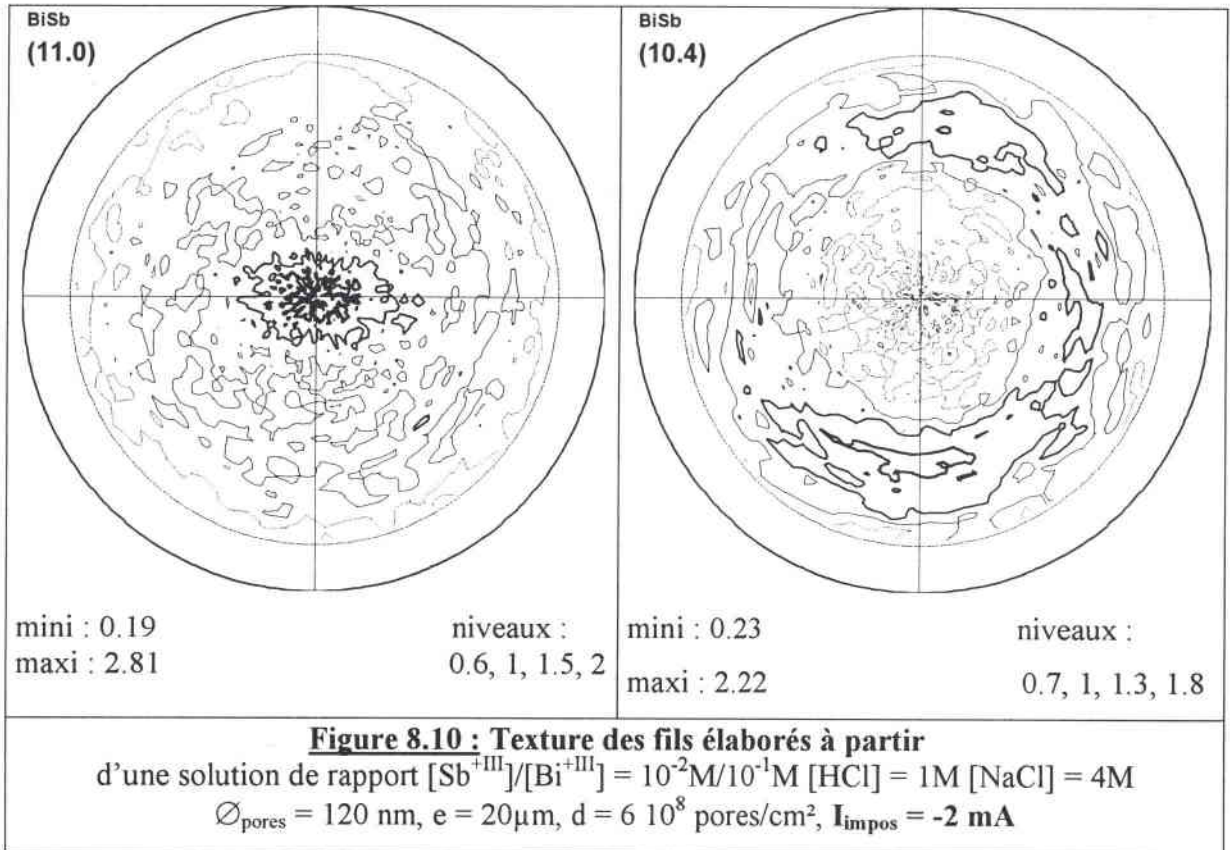 BiSb
(11.0)
mini : 0.19
maxi : 2.81
niveaux :
0.6, 1, 1.5, 2
BiSb
(10.4)
mini : 0.23
maxi : 2.22
niveaux :
0.7, 1, 1.3, 1.8
Figure 8.10 : Texture des fils élaborés à partir
d'une solution de rapport [Sb⁺ᴵᴵᴵ]/[Bi⁺ᴵᴵᴵ] = 10⁻²M/10⁻¹M [HCl] = 1M [NaCl] = 4M
∅pores = 120 nm, e = 20µm, d = 6 10⁸ pores/cm², Iimpos = -2 mA